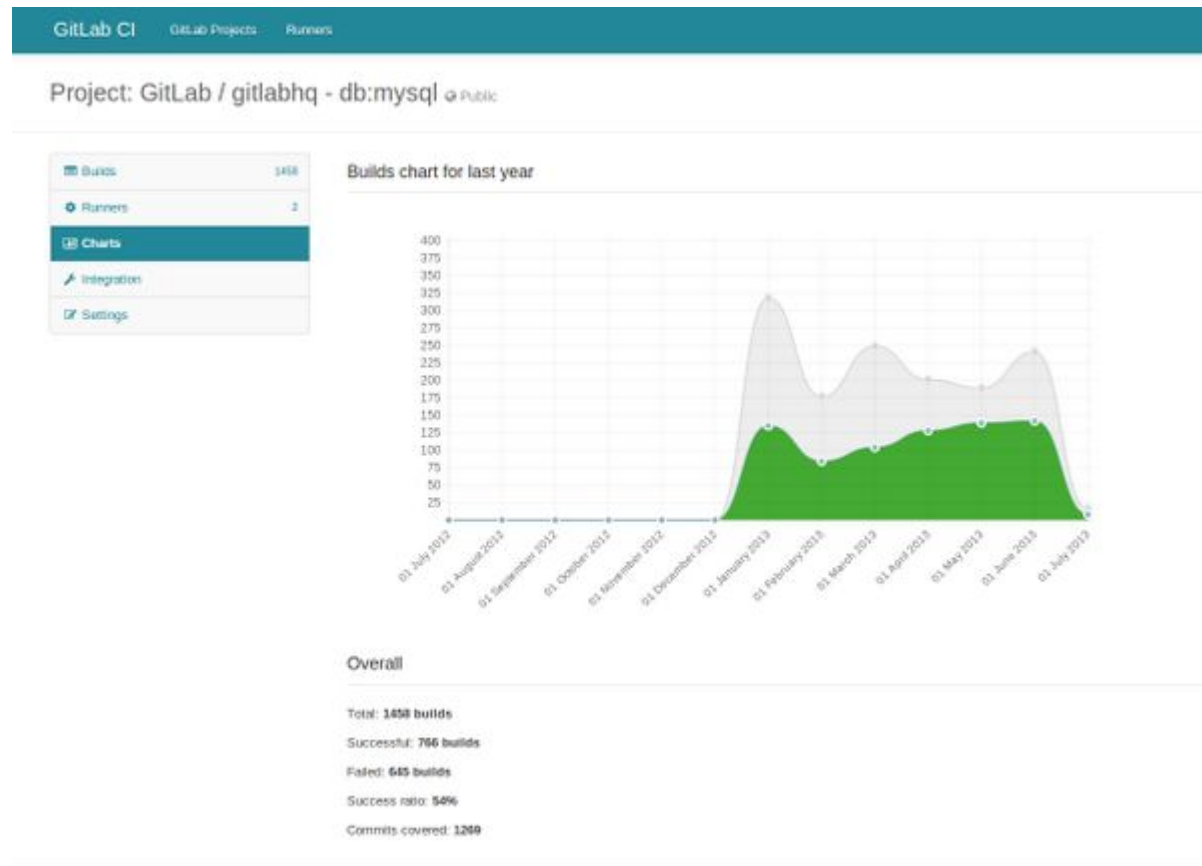 GitLab CI GitLab Projects Runners
Project: GitLab / gitlabhq - db:mysql Public
Builds 1458
Runners 2
Charts
Integration
Settings
Builds chart for last year
400
375
350
325
300
275
250
225
200
175
150
125
100
75
50
25
01 July 2012
01 August 2012
01 September 2012
01 October 2012
01 November 2012
01 December 2012
01 January 2013
01 February 2013
01 March 2013
01 April 2013
01 May 2013
01 June 2013
01 July 2013
Overall
Total: 1458 builds
Successful: 766 builds
Failed: 645 builds
Success ratio: 54%
Commits covered: 1269